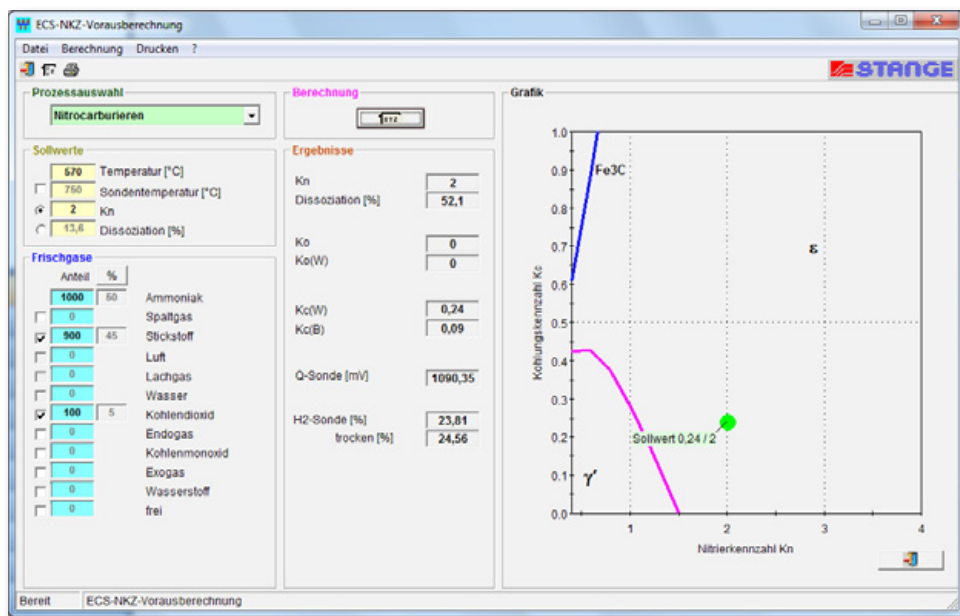 ECS-NKZ-Vorausberechnung
Datei Berechnung Drucken ?
STANGE
Prozessauswahl
Nitrocarburieren
Sollwerte
570 Temperatur [°C]
750 Sondentemperatur [°C]
2 Kn
13,6 Dissoziation [%]
Frischgase
Anteil %
1000 50 Ammoniak
0 Spaltgas
900 45 Stickstoff
0 Luft
0 Lachgas
0 Wasser
100 5 Kohlendioxid
0 Endogas
0 Kohlenmonoxid
0 Exogas
0 Wasserstoff
0 frei
Berechnung
XYZ
Ergebnisse
Kn 2
Dissoziation [%] 52,1
Ko 0
Ko(W) 0
Kc(W) 0,24
Kc(B) 0,09
Q-Sonde [mV] 1090,35
H2-Sonde [%] 23,81
trocken [%] 24,56
Grafik
Kohlungskennzahl Kc
1.0
0.9
0.8
0.7
0.6
0.5
0.4
0.3
0.2
0.1
0.0
Fe3C
ε
Sollwert 0,24 / 2
γ'
1 2 3 4
Nitrierkennzahl Kn
Bereit ECS-NKZ-Vorausberechnung